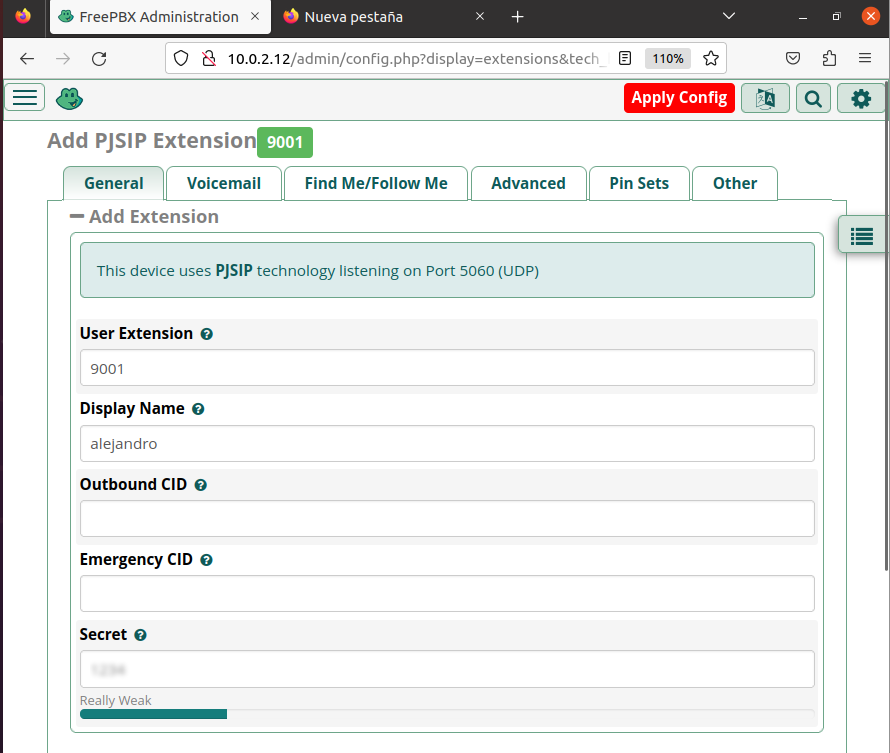 FreePBX Administration
Nueva pestaña
10.0.2.12/admin/config.php?display=extensions&tech_
110%
Apply Config
Add PJSIP Extension 9001
General
Voicemail
Find Me/Follow Me
Advanced
Pin Sets
Other
Add Extension
This device uses PJSIP technology listening on Port 5060 (UDP)
User Extension
9001
Display Name
alejandro
Outbound CID
Emergency CID
Secret
Really Weak